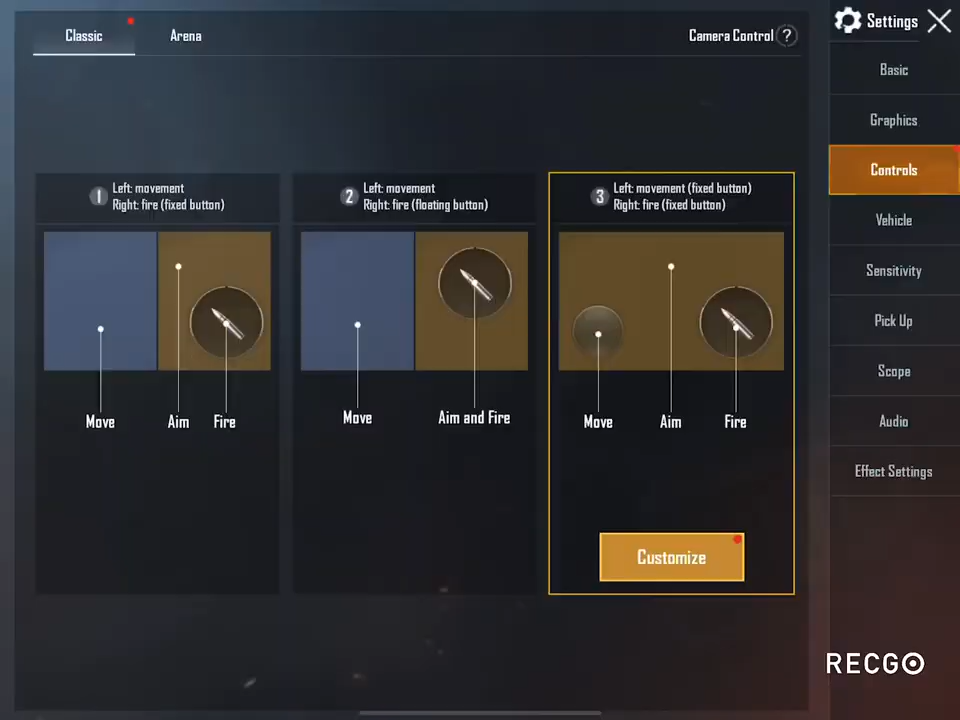 Classic
Arena
Camera Control ?
Settings
Basic
Graphics
Controls
Vehicle
Sensitivity
Pick Up
Scope
Audio
Effect Settings
1
Left: movement
Right: fire (fixed button)
Move
Aim
Fire
2
Left: movement
Right: fire (floating button)
Move
Aim and Fire
3
Left: movement (fixed button)
Right: fire (fixed button)
Move
Aim
Fire
Customize
RECGO